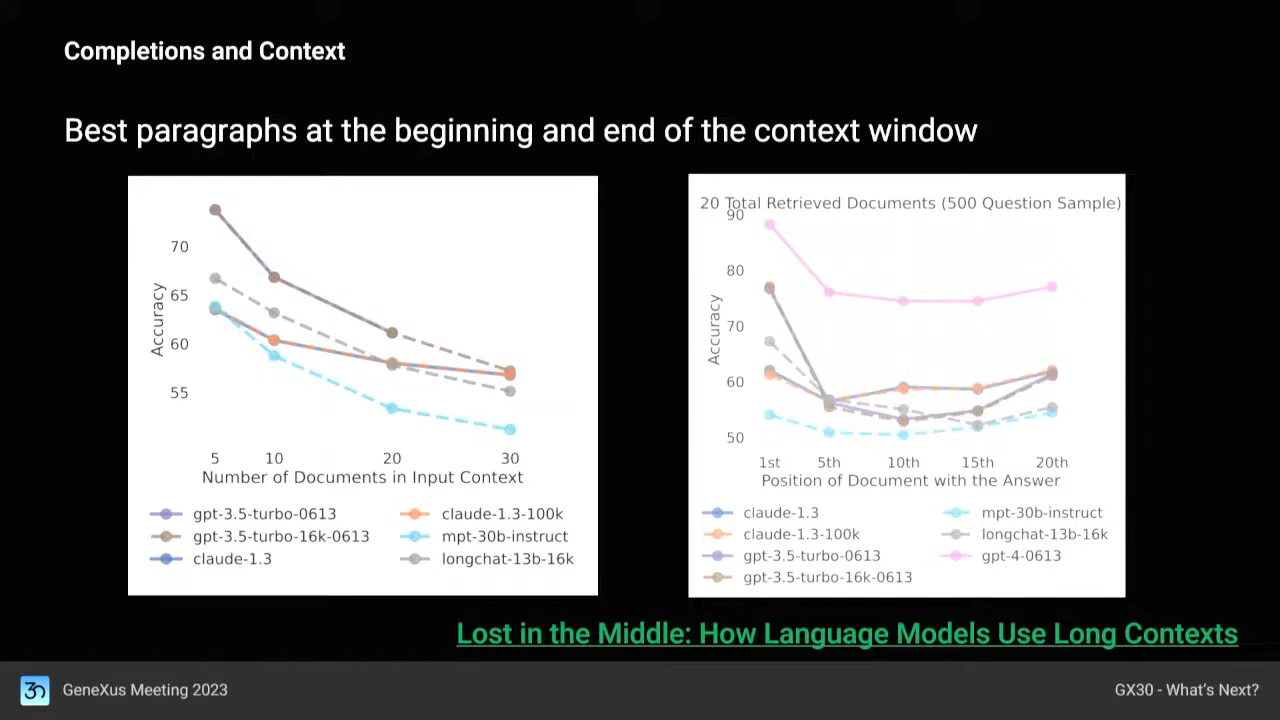 Completions and Context
Best paragraphs at the beginning and end of the context window
Accuracy
70
65
60
55
5 10 20 30
Number of Documents in Input Context
gpt-3.5-turbo-0613
gpt-3.5-turbo-16k-0613
claude-1.3
claude-1.3-100k
mpt-30b-instruct
longchat-13b-16k
20 Total Retrieved Documents (500 Question Sample)
Accuracy
90
80
70
60
50
1st 5th 10th 15th 20th
Position of Document with the Answer
claude-1.3
claude-1.3-100k
gpt-3.5-turbo-0613
gpt-3.5-turbo-16k-0613
mpt-30b-instruct
longchat-13b-16k
gpt-4-0613
Lost in the Middle: How Language Models Use Long Contexts
30 GeneXus Meeting 2023
GX30 - What's Next?